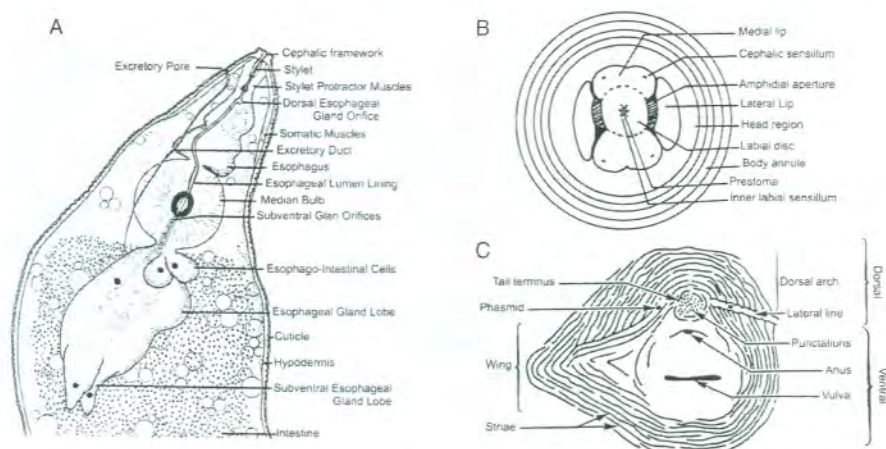 A
Excretory Pore
Cephalic framework
Stylet
Stylet Protractor Muscles
Dorsal Esophageal
Gland Orifice
Somatic Muscles
Excretory Duct
Esophagus
Esophageal Lumen Lining
Median Bulb
Subventral Glan Orifices
Esophago-Intestinal Cells
Esophageal Gland Lobe
Cuticle
Hypodermis
Subventral Esophageal
Gland Lobe
Intestine
B
Medial lip
Cephalic sensillum
Amphidial aperture
Lateral Lip
Head region
Labial disc
Body annule
Prestoma
Inner labial sensillum
C
Tail terminus
Phasmid
Wing
Striae
Dorsal arch
Lateral line
Punctations
Anus
Vulva
Dorsal
Ventral